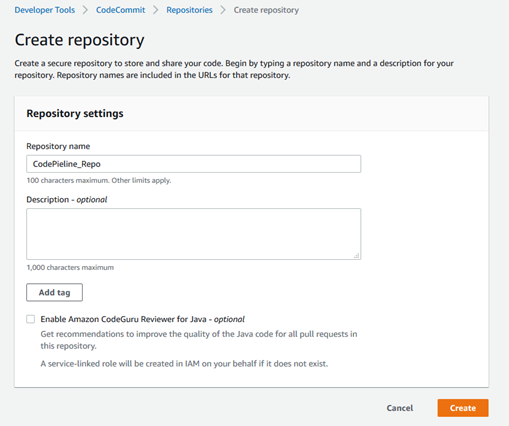 Developer Tools > CodeCommit > Repositories > Create repository
Create repository
Create a secure repository to store and share your code. Begin by typing a repository name and a description for your
repository. Repository names are included in the URLs for that repository.
Repository settings
Repository name
CodePieline_Repo
100 characters maximum. Other limits apply.
Description - optional
1,000 characters maximum
Add tag
Enable Amazon CodeGuru Reviewer for Java - optional
Get recommendations to improve the quality of the Java code for all pull requests in
this repository.
A service-linked role will be created in IAM on your behalf if it does not exist.
Cancel Create